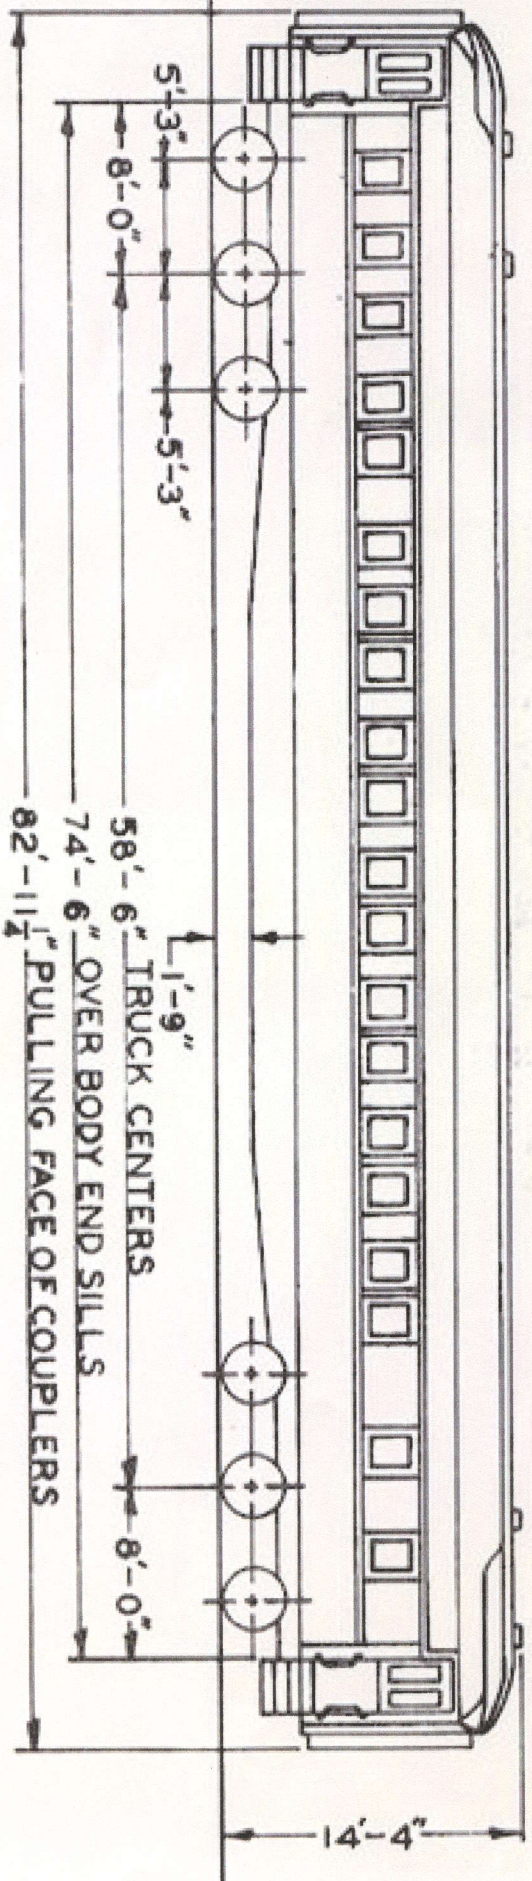 5'-3"
8'-0"
5'-3"
1'-9"
58'-6" TRUCK CENTERS
8'-0"
74'-6" OVER BODY END SILLS
82'-11¼" PULLING FACE OF COUPLERS
14'-4"